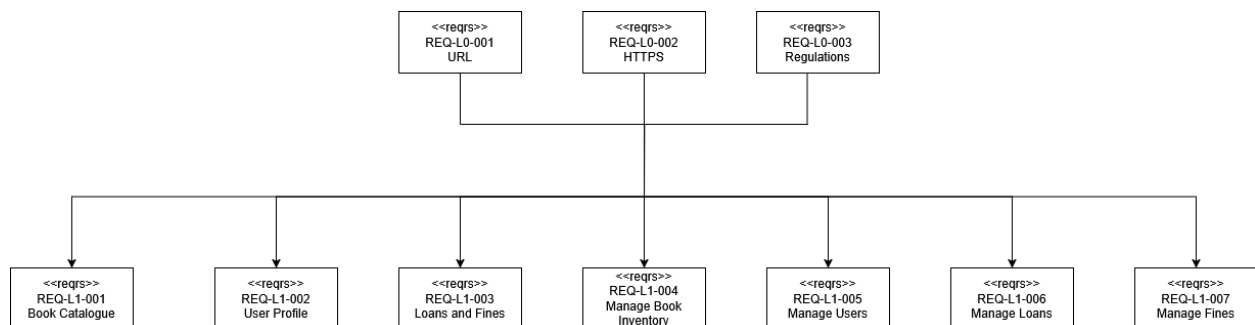 <<reqrs>>
REQ-L0-001
URL
<<reqrs>>
REQ-L0-002
HTTPS
<<reqrs>>
REQ-L0-003
Regulations
<<reqrs>>
REQ-L1-001
Book Catalogue
<<reqrs>>
REQ-L1-002
User Profile
<<reqrs>>
REQ-L1-003
Loans and Fines
<<reqrs>>
REQ-L1-004
Manage Book
Inventory
<<reqrs>>
REQ-L1-005
Manage Users
<<reqrs>>
REQ-L1-006
Manage Loans
<<reqrs>>
REQ-L1-007
Manage Fines